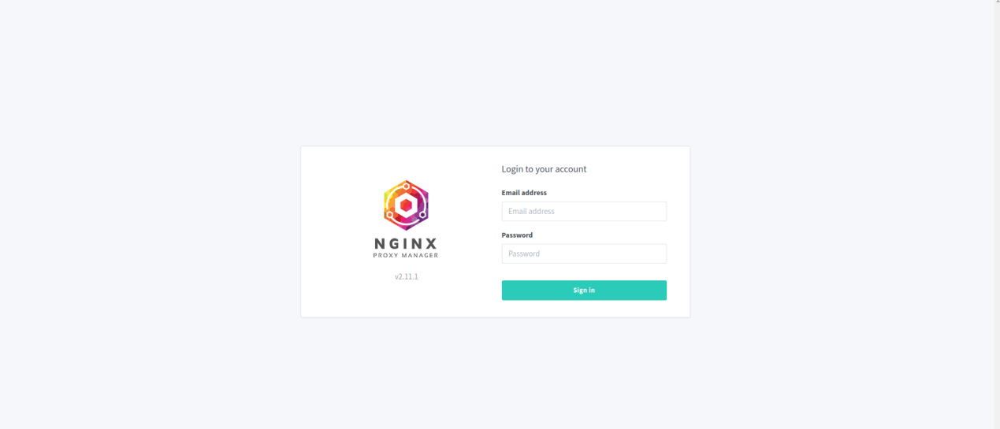 NGINX
PROXY MANAGER
v2.11.1
Login to your account
Email address
Email address
Password
Password
Sign in